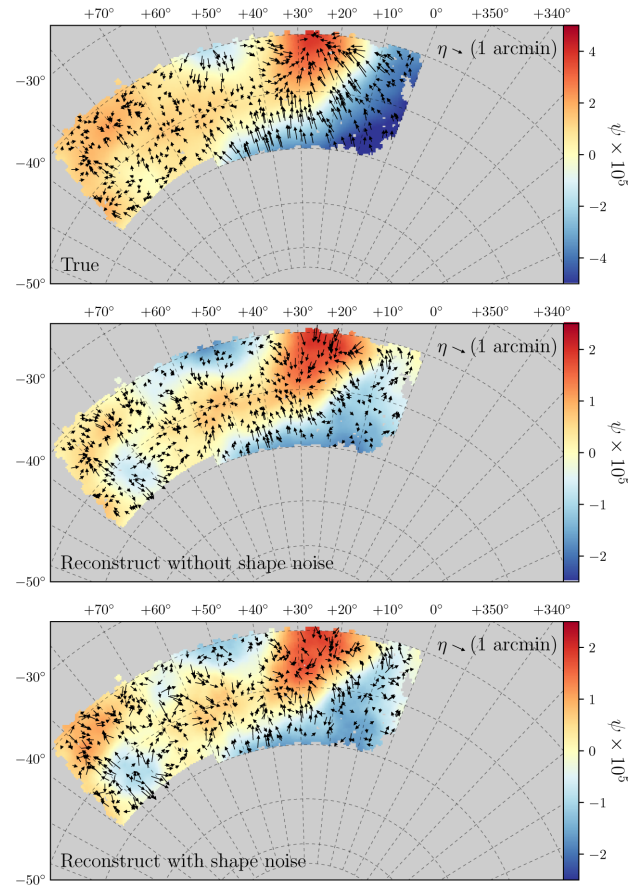 +70° +60° +50° +40° +30° +20° +10° 0° +350° +340°
η (1 arcmin)
−30°
−40°
−50°
True
4
2
0
−2
−4
ψ × 10⁵
+70° +60° +50° +40° +30° +20° +10° 0° +350° +340°
η (1 arcmin)
−30°
−40°
−50°
Reconstruct without shape noise
2
1
0
−1
−2
ψ × 10⁵
+70° +60° +50° +40° +30° +20° +10° 0° +350° +340°
η (1 arcmin)
−30°
−40°
−50°
Reconstruct with shape noise
2
1
0
−1
−2
ψ × 10⁵